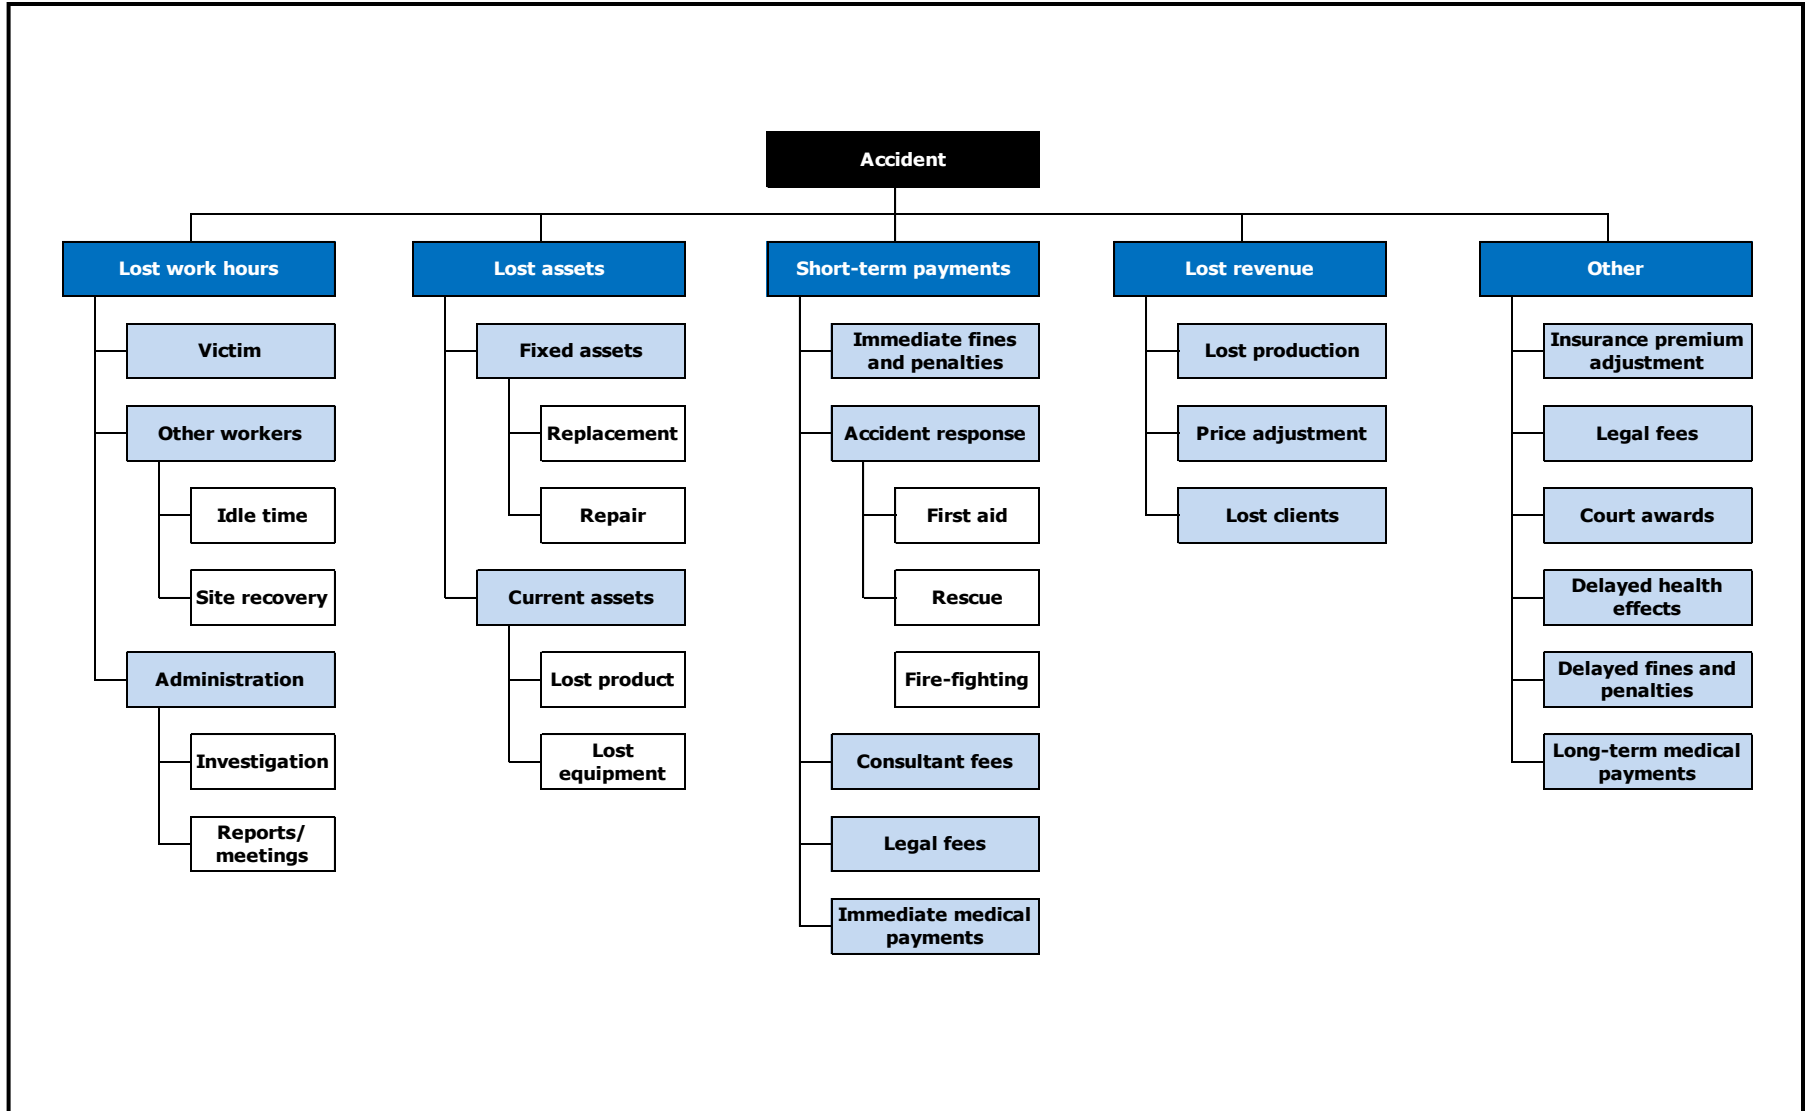 Accident
Lost work hours
Victim
Other workers
Idle time
Site recovery
Administration
Investigation
Reports/
meetings
Lost assets
Fixed assets
Replacement
Repair
Current assets
Lost product
Lost
equipment
Short-term payments
Immediate fines
and penalties
Accident response
First aid
Rescue
Fire-fighting
Consultant fees
Legal fees
Immediate medical
payments
Lost revenue
Lost production
Price adjustment
Lost clients
Other
Insurance premium
adjustment
Legal fees
Court awards
Delayed health
effects
Delayed fines and
penalties
Long-term medical
payments